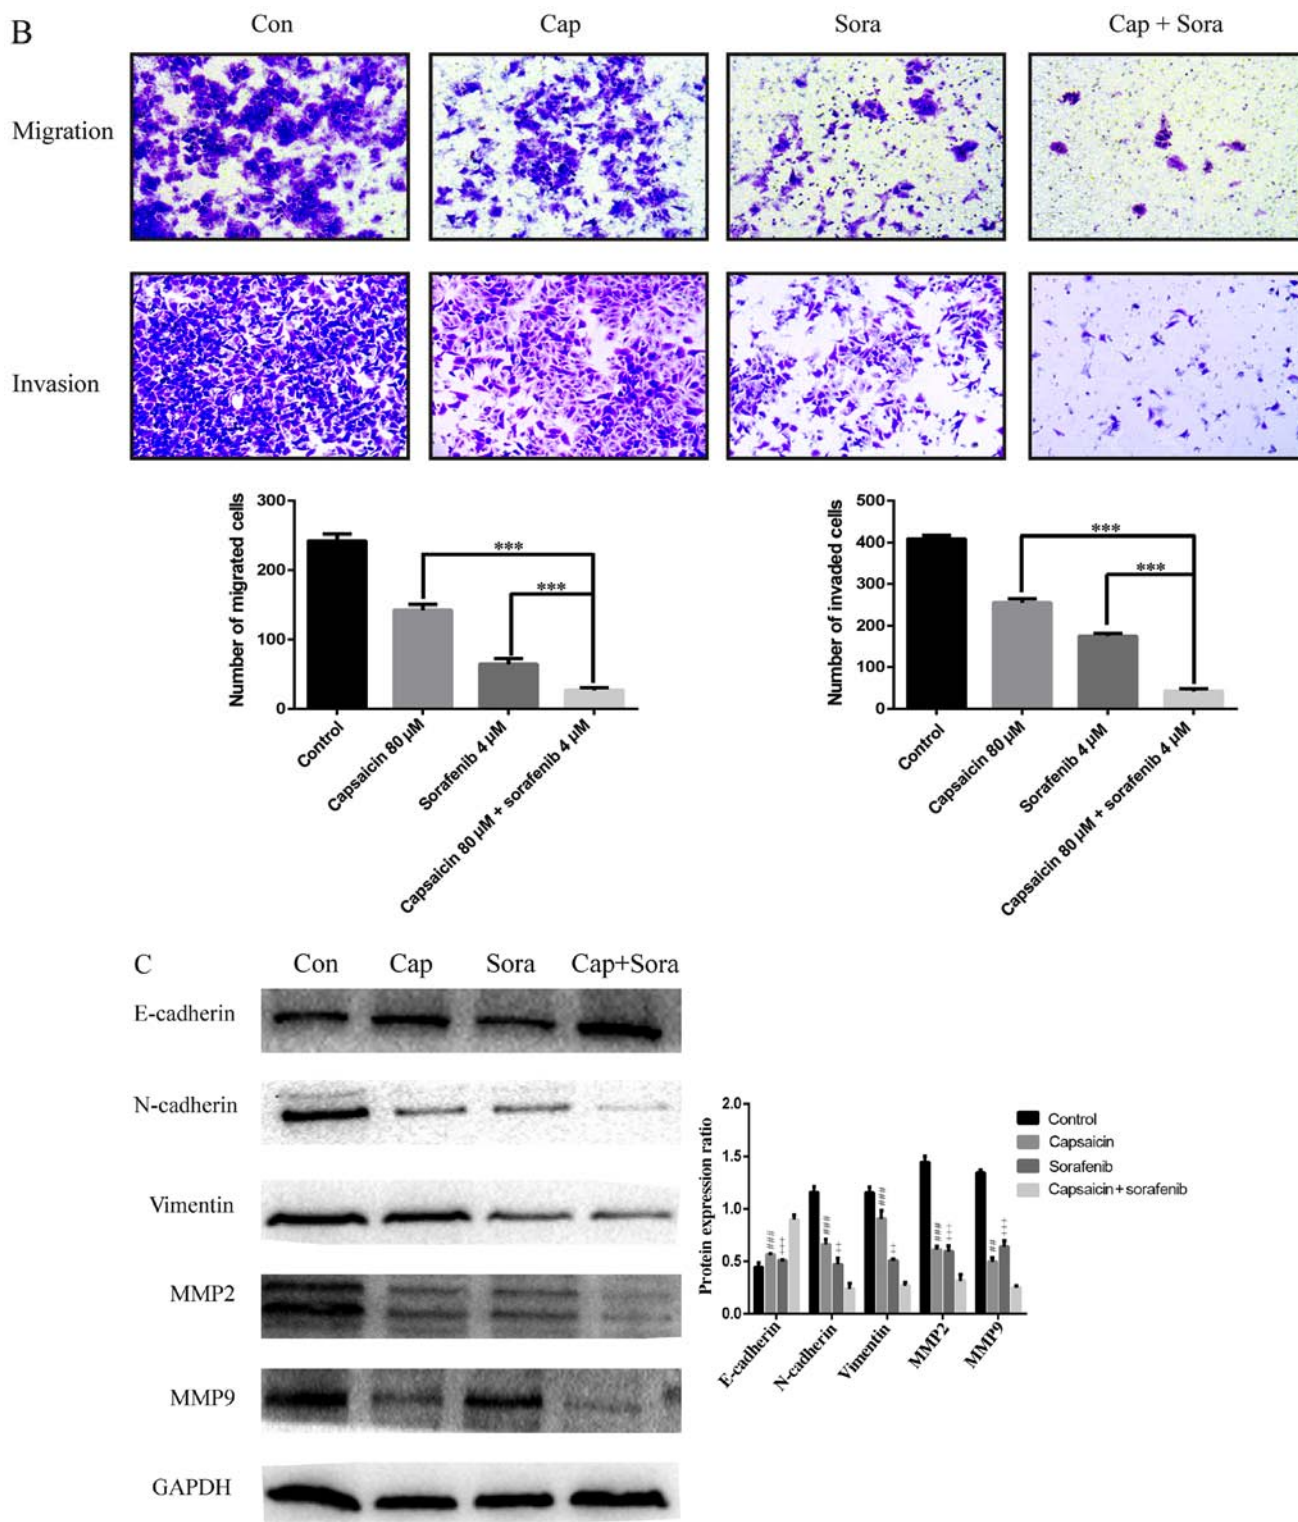 B
Con Cap Sora Cap + Sora
Migration
Invasion
Number of migrated cells
300
200
100
0
***
***
Control
Capsaicin 80 µM
Sorafenib 4 µM
Capsaicin 80 µM + sorafenib 4 µM
Number of invaded cells
500
400
300
200
100
0
***
***
Control
Capsaicin 80 µM
Sorafenib 4 µM
Capsaicin 80 µM + sorafenib 4 µM
C
Con Cap Sora Cap+Sora
E-cadherin
N-cadherin
Vimentin
MMP2
MMP9
GAPDH
Protein expression ratio
2.0
1.5
1.0
0.5
0.0
###
+++
###
++
###
++
###
+++
##
+++
E-cadherin
N-cadherin
Vimentin
MMP2
MMP9
Control
Capsaicin
Sorafenib
Capsaicin + sorafenib